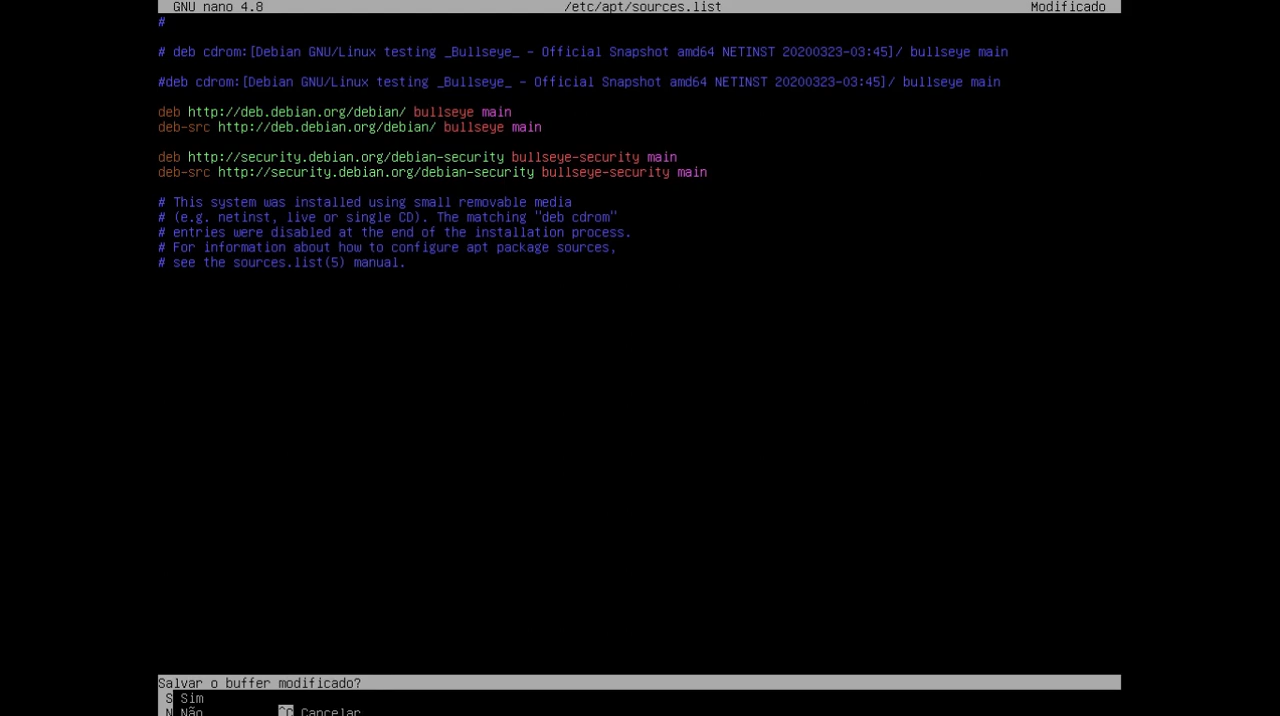 GNU nano 4.8 /etc/apt/sources.list Modificado
#
# deb cdrom:[Debian GNU/Linux testing _Bullseye_ - Official Snapshot amd64 NETINST 20200323-03:45]/ bullseye main
#deb cdrom:[Debian GNU/Linux testing _Bullseye_ - Official Snapshot amd64 NETINST 20200323-03:45]/ bullseye main
deb http://deb.debian.org/debian/ bullseye main
deb-src http://deb.debian.org/debian/ bullseye main
deb http://security.debian.org/debian-security bullseye-security main
deb-src http://security.debian.org/debian-security bullseye-security main
# This system was installed using small removable media
# (e.g. netinst, live or single CD). The matching "deb cdrom"
# entries were disabled at the end of the installation process.
# For information about how to configure apt package sources,
# see the sources.list(5) manual.
Salvar o buffer modificado?
S Sim
N Não ^C Cancelar